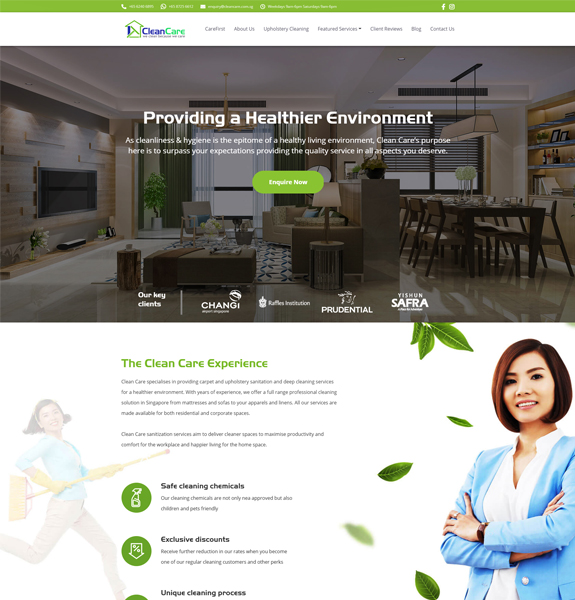 CleanCare
CareFirst About Us Upholstery Cleaning Featured Services Client Reviews Blog Contact Us
Providing a Healthier Environment
As cleanliness & hygiene is the epitome of a healthy living environment, Clean Care's purpose
here is to surpass your expectations providing the quality service in all aspects you deserve.
Enquire Now
Our key
clients
CHANGI
airport singapore
Raffles Institution
PRUDENTIAL
YISHUN
SAFRA
The Clean Care Experience
Clean Care specialises in providing carpet and upholstery sanitation and deep cleaning services
for a healthier environment. With years of experience, we offer a full range professional cleaning
solution in Singapore from mattresses and sofas to your apparels and linens. All our services are
made available for both residential and corporate spaces.
Clean Care sanitization services aim to deliver cleaner spaces to maximise productivity and
comfort for the workplace and happier living for the home space.
Safe cleaning chemicals
Our cleaning chemicals are not only nea approved but also
children and pets friendly
Exclusive discounts
Receive further reduction in our rates when you become
one of our regular cleaning customers and other perks
Unique cleaning process